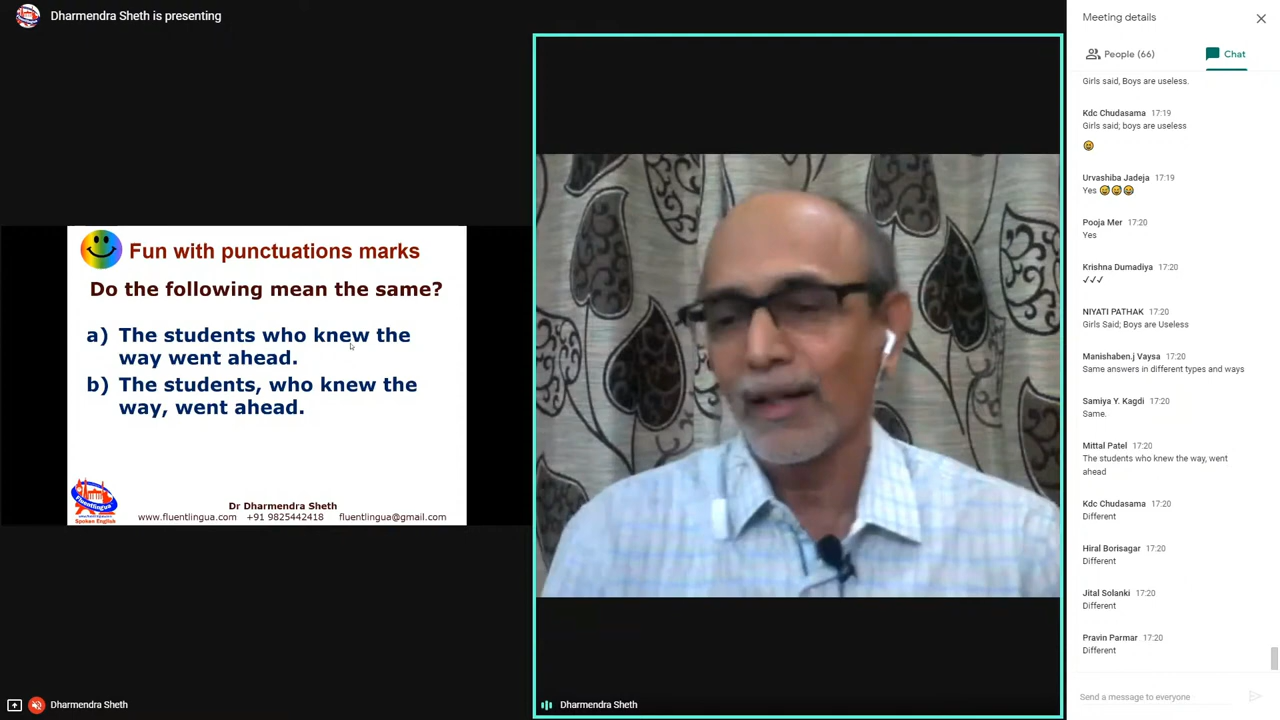 Dharmendra Sheth is presenting
Fun with punctuations marks
Do the following mean the same?
a) The students who knew the
way went ahead.
b) The students, who knew the
way, went ahead.
Fluentlingua
Spoken English
Dr Dharmendra Sheth
www.fluentlingua.com +91 9825442418 fluentlingua@gmail.com
Dharmendra Sheth
Dharmendra Sheth
Meeting details
People (66)
Chat
Girls said, Boys are useless.
Kdc Chudasama 17:19
Girls said; boys are useless
Urvashiba Jadeja 17:19
Yes 😅😅😂
Pooja Mer 17:20
Yes
Krishna Dumadiya 17:20
✓✓✓
NIYATI PATHAK 17:20
Girls Said; Boys are Useless
Manishaben.j Vaysa 17:20
Same answers in different types and ways
Samiya Y. Kagdi 17:20
Same.
Mittal Patel 17:20
The students who knew the way, went
ahead
Kdc Chudasama 17:20
Different
Hiral Borisagar 17:20
Different
Jital Solanki 17:20
Different
Pravin Parmar 17:20
Different
Send a message to everyone